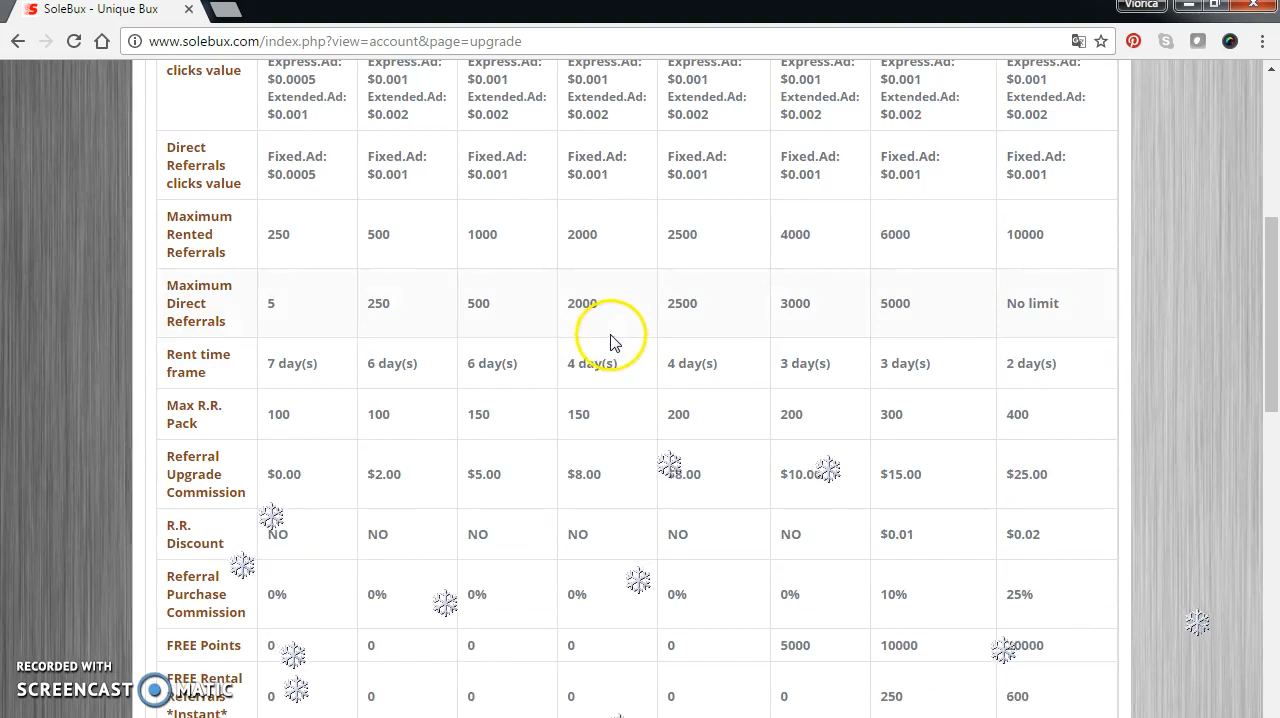 SoleBux - Unique Bux
Viorica
www.solebux.com/index.php?view=account&page=upgrade
Express.Ad: Express.Ad: Express.Ad: Express.Ad: Express.Ad: Express.Ad: Express.Ad: Express.Ad:
clicks value $0.0005 $0.001 $0.001 $0.001 $0.001 $0.001 $0.001 $0.001
Extended.Ad: Extended.Ad: Extended.Ad: Extended.Ad: Extended.Ad: Extended.Ad: Extended.Ad: Extended.Ad:
$0.001 $0.002 $0.002 $0.002 $0.002 $0.002 $0.002 $0.002
Direct
Referrals
clicks value
Fixed.Ad: Fixed.Ad: Fixed.Ad: Fixed.Ad: Fixed.Ad: Fixed.Ad: Fixed.Ad: Fixed.Ad:
$0.0005 $0.001 $0.001 $0.001 $0.001 $0.001 $0.001 $0.001
Maximum
Rented
Referrals
250 500 1000 2000 2500 4000 6000 10000
Maximum
Direct
Referrals
5 250 500 2000 2500 3000 5000 No limit
Rent time
frame
7 day(s) 6 day(s) 6 day(s) 4 day(s) 4 day(s) 3 day(s) 3 day(s) 2 day(s)
Max R.R.
Pack
100 100 150 150 200 200 300 400
Referral
Upgrade
Commission
$0.00 $2.00 $5.00 $8.00 $8.00 $10.00 $15.00 $25.00
R.R.
Discount
NO NO NO NO NO NO $0.01 $0.02
Referral
Purchase
Commission
0% 0% 0% 0% 0% 0% 10% 25%
FREE Points 0 0 0 0 0 5000 10000
FREE Rental
Referrals
*Instant*
0 0 0 0 0 0 250 600
RECORDED WITH
SCREENCAST MATIC